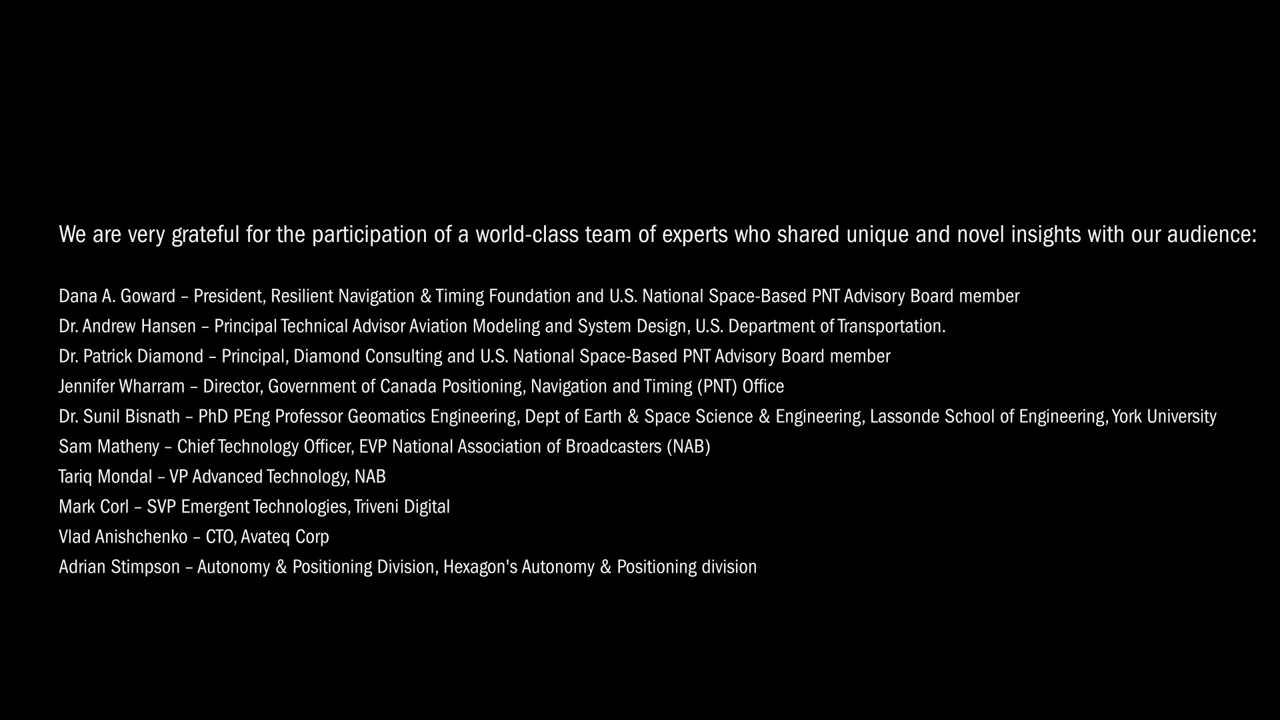 We are very grateful for the participation of a world-class team of experts who shared unique and novel insights with our audience:
Dana A. Goward – President, Resilient Navigation & Timing Foundation and U.S. National Space-Based PNT Advisory Board member
Dr. Andrew Hansen – Principal Technical Advisor Aviation Modeling and System Design, U.S. Department of Transportation.
Dr. Patrick Diamond – Principal, Diamond Consulting and U.S. National Space-Based PNT Advisory Board member
Jennifer Wharram – Director, Government of Canada Positioning, Navigation and Timing (PNT) Office
Dr. Sunil Bisnath – PhD PEng Professor Geomatics Engineering, Dept of Earth & Space Science & Engineering, Lassonde School of Engineering, York University
Sam Matheny – Chief Technology Officer, EVP National Association of Broadcasters (NAB)
Tariq Mondal – VP Advanced Technology, NAB
Mark Corl – SVP Emergent Technologies, Triveni Digital
Vlad Anishchenko – CTO, Avateq Corp
Adrian Stimpson – Autonomy & Positioning Division, Hexagon's Autonomy & Positioning division